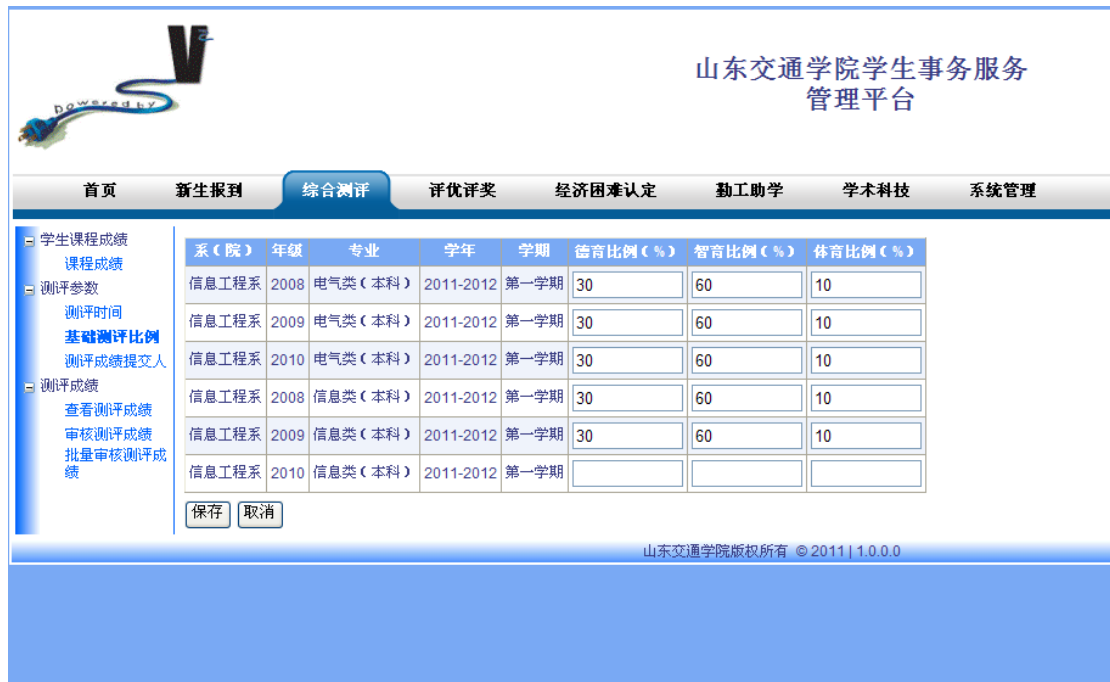 V2
powered by
山东交通学院学生事务服务
管理平台
首页 新生报到 综合测评 评优评奖 经济困难认定 勤工助学 学术科技 系统管理
学生课程成绩
课程成绩
测评参数
测评时间
基础测评比例
测评成绩提交人
测评成绩
查看测评成绩
审核测评成绩
批量审核测评成
绩
系(院) 年级 专业 学年 学期 德育比例(%) 智育比例(%) 体育比例(%)
信息工程系 2008 电气类(本科) 2011-2012 第一学期 30 60 10
信息工程系 2009 电气类(本科) 2011-2012 第一学期 30 60 10
信息工程系 2010 电气类(本科) 2011-2012 第一学期 30 60 10
信息工程系 2008 信息类(本科) 2011-2012 第一学期 30 60 10
信息工程系 2009 信息类(本科) 2011-2012 第一学期 30 60 10
信息工程系 2010 信息类(本科) 2011-2012 第一学期
保存 取消
山东交通学院版权所有 ©2011 | 1.0.0.0